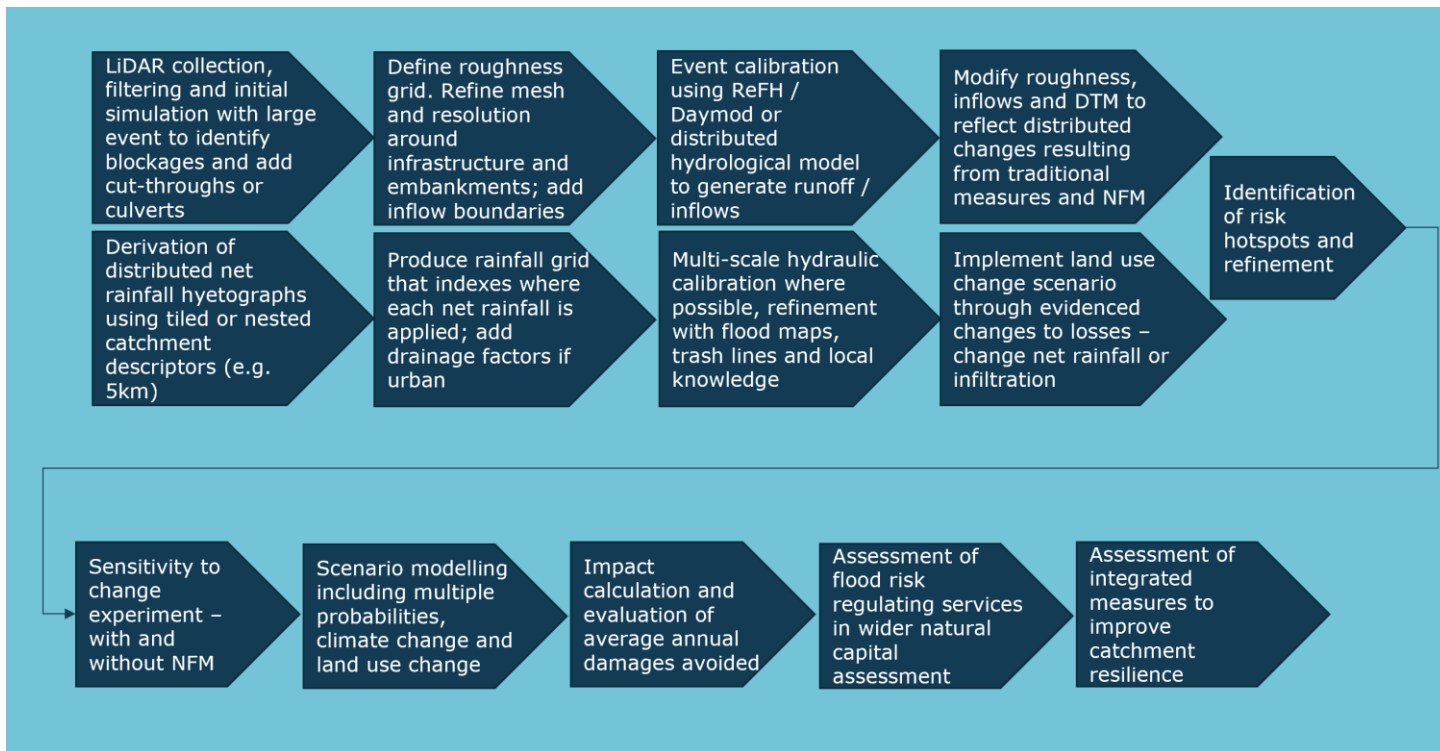 LiDAR collection,
filtering and initial
simulation with large
event to identify
blockages and add
cut-throughs or
culverts
Define roughness
grid. Refine mesh
and resolution
around
infrastructure and
embankments; add
inflow boundaries
Event calibration
using ReFH /
Daymod or
distributed
hydrological model
to generate runoff /
inflows
Modify roughness,
inflows and DTM to
reflect distributed
changes resulting
from traditional
measures and NFM
Derivation of
distributed net
rainfall hyetographs
using tiled or nested
catchment
descriptors (e.g.
5km)
Produce rainfall grid
that indexes where
each net rainfall is
applied; add
drainage factors if
urban
Multi-scale hydraulic
calibration where
possible, refinement
with flood maps,
trash lines and local
knowledge
Implement land use
change scenario
through evidenced
changes to losses –
change net rainfall or
infiltration
Identification
of risk
hotspots and
refinement
Sensitivity to
change
experiment –
with and
without NFM
Scenario modelling
including multiple
probabilities,
climate change and
land use change
Impact
calculation and
evaluation of
average annual
damages avoided
Assessment of
flood risk
regulating services
in wider natural
capital
assessment
Assessment of
integrated
measures to
improve
catchment
resilience